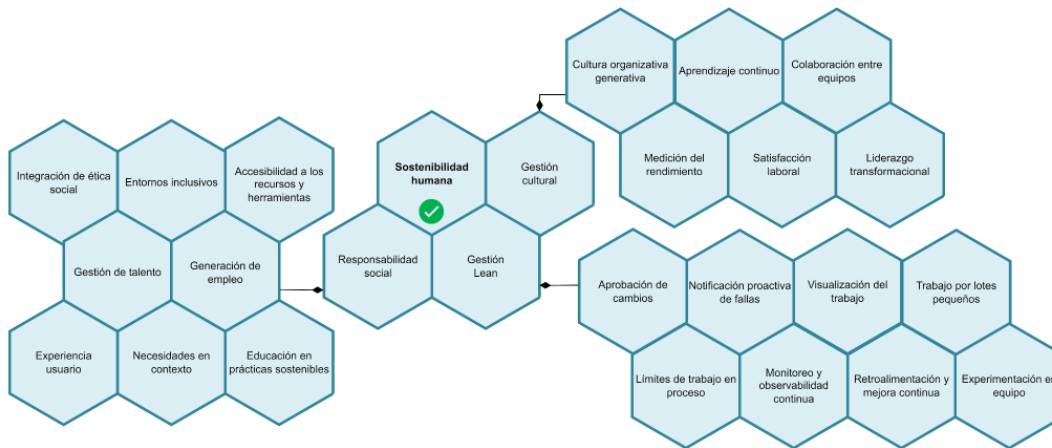 Cultura organizativa
generativa
Aprendizaje continuo
Colaboración entre
equipos
Medición del
rendimiento
Satisfacción
laboral
Liderazgo
transformacional
Sostenibilidad
humana
Gestión
cultural
Responsabilidad
social
Gestión
Lean
Integración de ética
social
Entornos inclusivos
Accesibilidad a los
recursos y
herramientas
Gestión de talento
Generación de
empleo
Experiencia
usuario
Necesidades en
contexto
Educación en
prácticas sostenibles
Aprobación de
cambios
Notificación proactiva
de fallas
Visualización del
trabajo
Trabajo por lotes
pequeños
Límites de trabajo en
proceso
Monitoreo y
observabilidad
continua
Retroalimentación y
mejora continua
Experimentación en
equipo